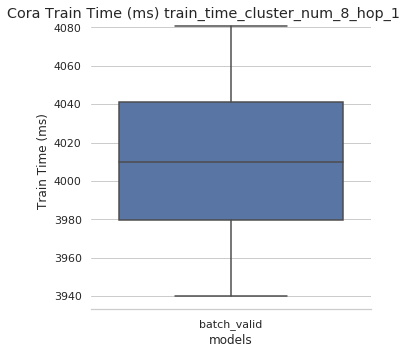 Cora Train Time (ms) train_time_cluster_num_8_hop_1
4080
4060
4040
4020
4000
3980
3960
3940
Train Time (ms)
batch_valid
models